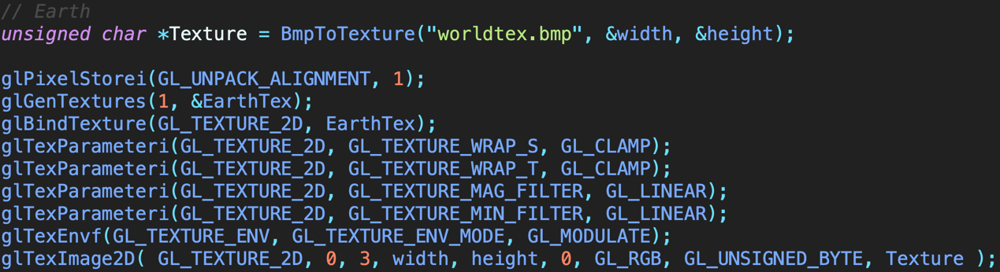 // Earth
unsigned char *Texture = BmpToTexture("worldtex.bmp", &width, &height);
glPixelStorei(GL_UNPACK_ALIGNMENT, 1);
glGenTextures(1, &EarthTex);
glBindTexture(GL_TEXTURE_2D, EarthTex);
glTexParameteri(GL_TEXTURE_2D, GL_TEXTURE_WRAP_S, GL_CLAMP);
glTexParameteri(GL_TEXTURE_2D, GL_TEXTURE_WRAP_T, GL_CLAMP);
glTexParameteri(GL_TEXTURE_2D, GL_TEXTURE_MAG_FILTER, GL_LINEAR);
glTexParameteri(GL_TEXTURE_2D, GL_TEXTURE_MIN_FILTER, GL_LINEAR);
glTexEnvf(GL_TEXTURE_ENV, GL_TEXTURE_ENV_MODE, GL_MODULATE);
glTexImage2D( GL_TEXTURE_2D, 0, 3, width, height, 0, GL_RGB, GL_UNSIGNED_BYTE, Texture );